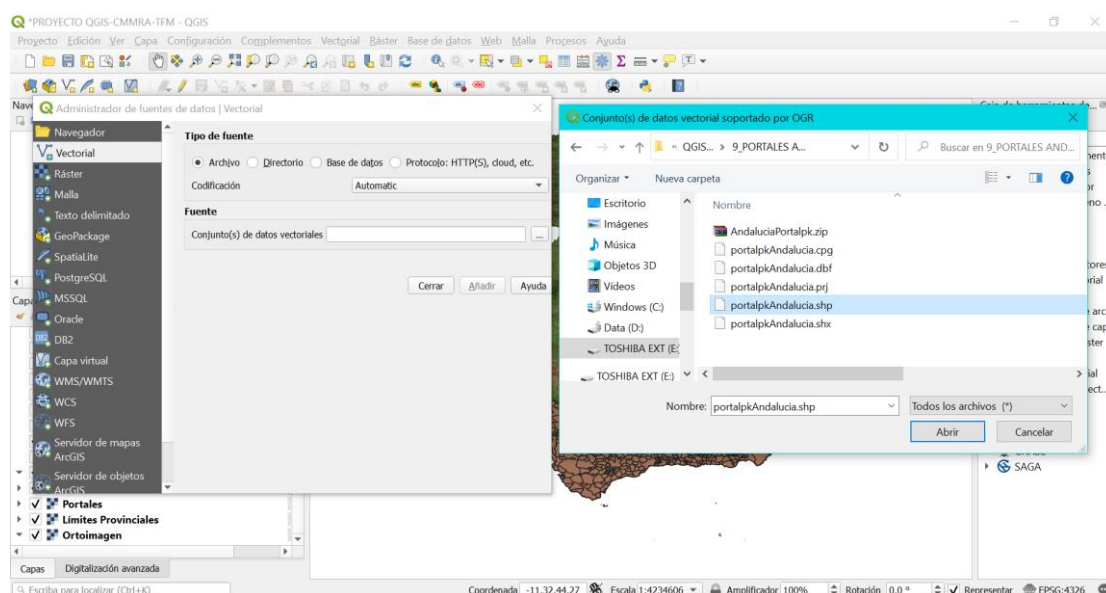 *PROYECTO QGIS-CMMRA-TFM - QGIS
Proyecto Edición Ver Capa Configuración Complementos Vectorial Ráster Base de datos Web Malla Procesos Ayuda
Administrador de fuentes de datos | Vectorial
Navegador
Vectorial
Ráster
Malla
Texto delimitado
GeoPackage
SpatiaLite
PostgreSQL
MSSQL
Oracle
DB2
Capa virtual
WMS/WMTS
WCS
WFS
Servidor de mapas
ArcGIS
Servidor de objetos
ArcGIS
Tipo de fuente
Archivo Directorio Base de datos Protocolo: HTTP(S), cloud, etc.
Codificación Automatic
Fuente
Conjunto(s) de datos vectoriales ...
Cerrar Añadir Ayuda
Conjunto(s) de datos vectorial soportado por OGR
« QGIS... > 9_PORTALES A... Buscar en 9_PORTALES AND...
Organizar Nueva carpeta
Escritorio
Imágenes
Música
Objetos 3D
Vídeos
Windows (C:)
Data (D:)
TOSHIBA EXT (E:
TOSHIBA EXT (E:)
Nombre
AndaluciaPortalpk.zip
portalpkAndalucia.cpg
portalpkAndalucia.dbf
portalpkAndalucia.prj
portalpkAndalucia.shp
portalpkAndalucia.shx
Nombre: portalpkAndalucia.shp Todos los archivos (*)
Abrir Cancelar
SAGA
Portales
Límites Provinciales
Ortoimagen
Capas Digitalización avanzada
Escriba para localizar (Ctrl+K) Coordenada -11.32,44.27 Escala 1:4234606 Amplificador 100% Rotación 0,0 ° Representar EPSG:4326